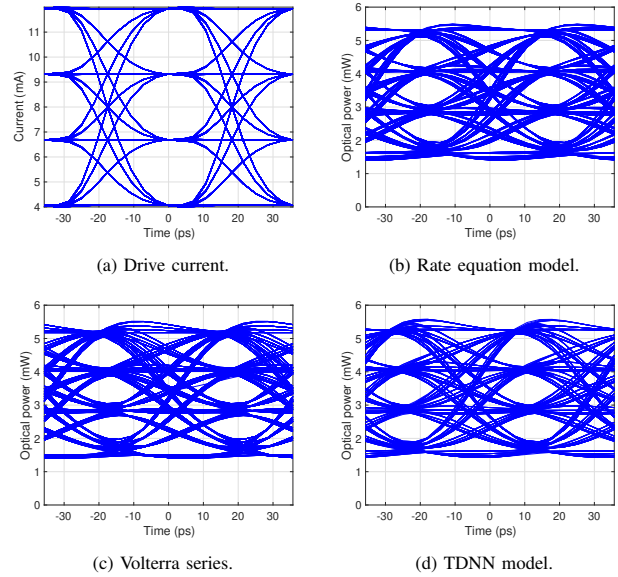 11
10
9
8
7
6
5
4
Current (mA)
-30 -20 -10 0 10 20 30
Time (ps)
(a) Drive current.
6
5
4
3
2
1
0
Optical power (mW)
-30 -20 -10 0 10 20 30
Time (ps)
(b) Rate equation model.
6
5
4
3
2
1
0
Optical power (mW)
-30 -20 -10 0 10 20 30
Time (ps)
(c) Volterra series.
6
5
4
3
2
1
0
Optical power (mW)
-30 -20 -10 0 10 20 30
Time (ps)
(d) TDNN model.